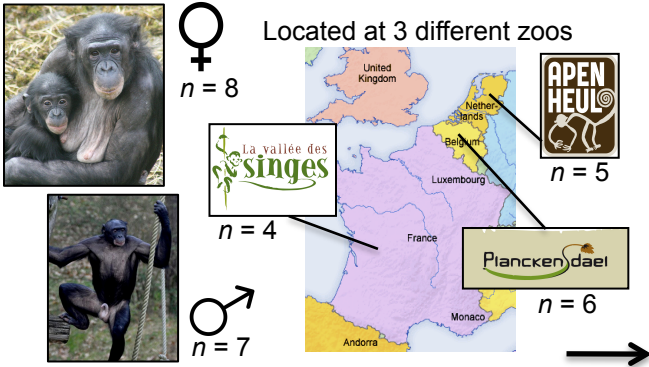 Located at 3 different zoos
♀
n = 8
United
Kingdom
Nether-
lands
Belgium
Luxembourg
France
Monaco
Andorra
APEN
HEUL
n = 5
La vallée des
singes
n = 4
Planckendael
n = 6
♂
n = 7